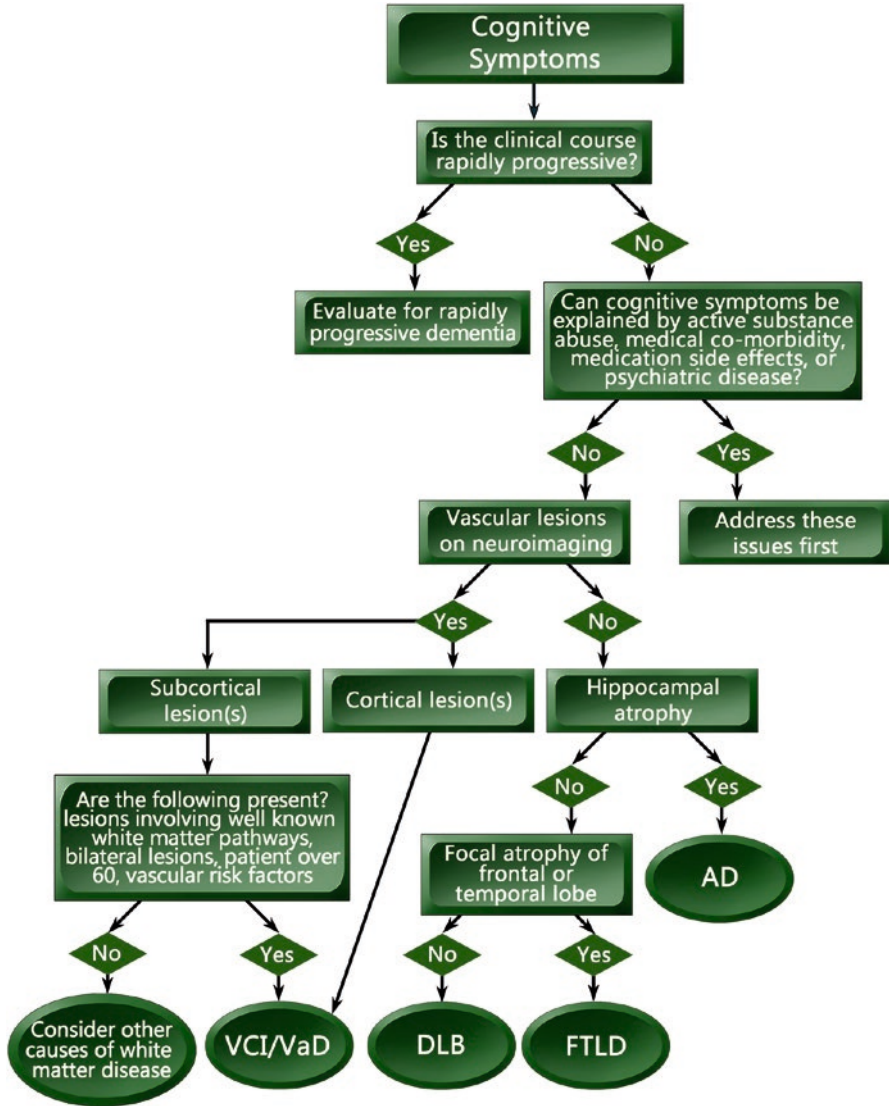 Cognitive
Symptoms
Is the clinical course
rapidly progressive?
Yes
No
Evaluate for rapidly
progressive dementia
Can cognitive symptoms be
explained by active substance
abuse, medical co-morbidity,
medication side effects, or
psychiatric disease?
No
Yes
Vascular lesions
on neuroimaging
Address these
issues first
Yes
No
Subcortical
lesion(s)
Cortical lesion(s)
Hippocampal
atrophy
Are the following present?
lesions involving well known
white matter pathways,
bilateral lesions, patient over
60, vascular risk factors
No
Yes
Focal atrophy of
frontal or
temporal lobe
AD
No
Yes
No
Yes
Consider other
causes of white
matter disease
VCI/VaD
DLB
FTLD